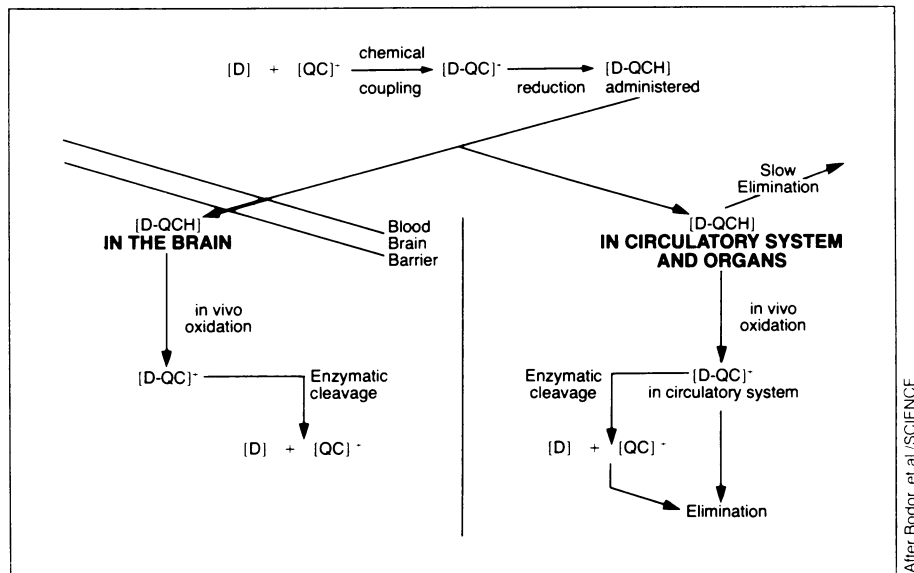 chemical
[D] + [QC]⁺ [D-QC]⁺ [D-QCH]
coupling reduction administered
Slow
Elimination
[D-QCH]
IN THE BRAIN
Blood
Brain
Barrier
[D-QCH]
IN CIRCULATORY SYSTEM
AND ORGANS
in vivo
oxidation
in vivo
oxidation
[D-QC]⁺
Enzymatic
cleavage
[D] + [QC]⁺
Enzymatic
cleavage
[D-QC]⁺
in circulatory system
[D] + [QC]⁺
Elimination
After Bodor, et al./SCIENCE